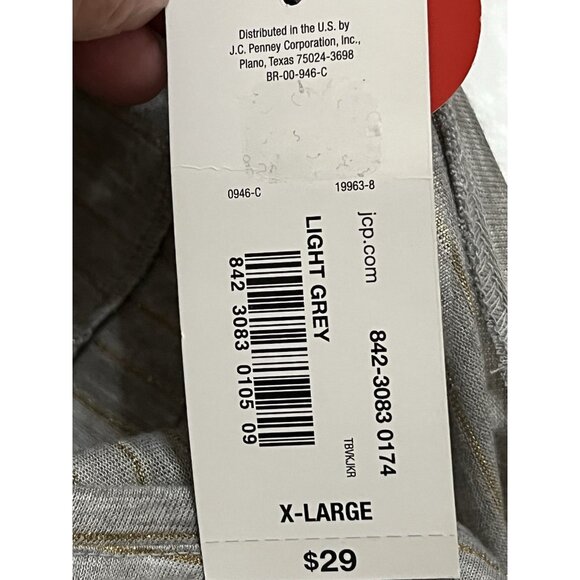 Distributed in the U.S. by
J.C. Penney Corporation, Inc.,
Plano, Texas 75024-3698
BR-00-946-C
0946-C 19963-8
jcp.com
842-3083 0174
TBVKJKR
LIGHT GREY
842 3083 0105 09
X-LARGE
$29